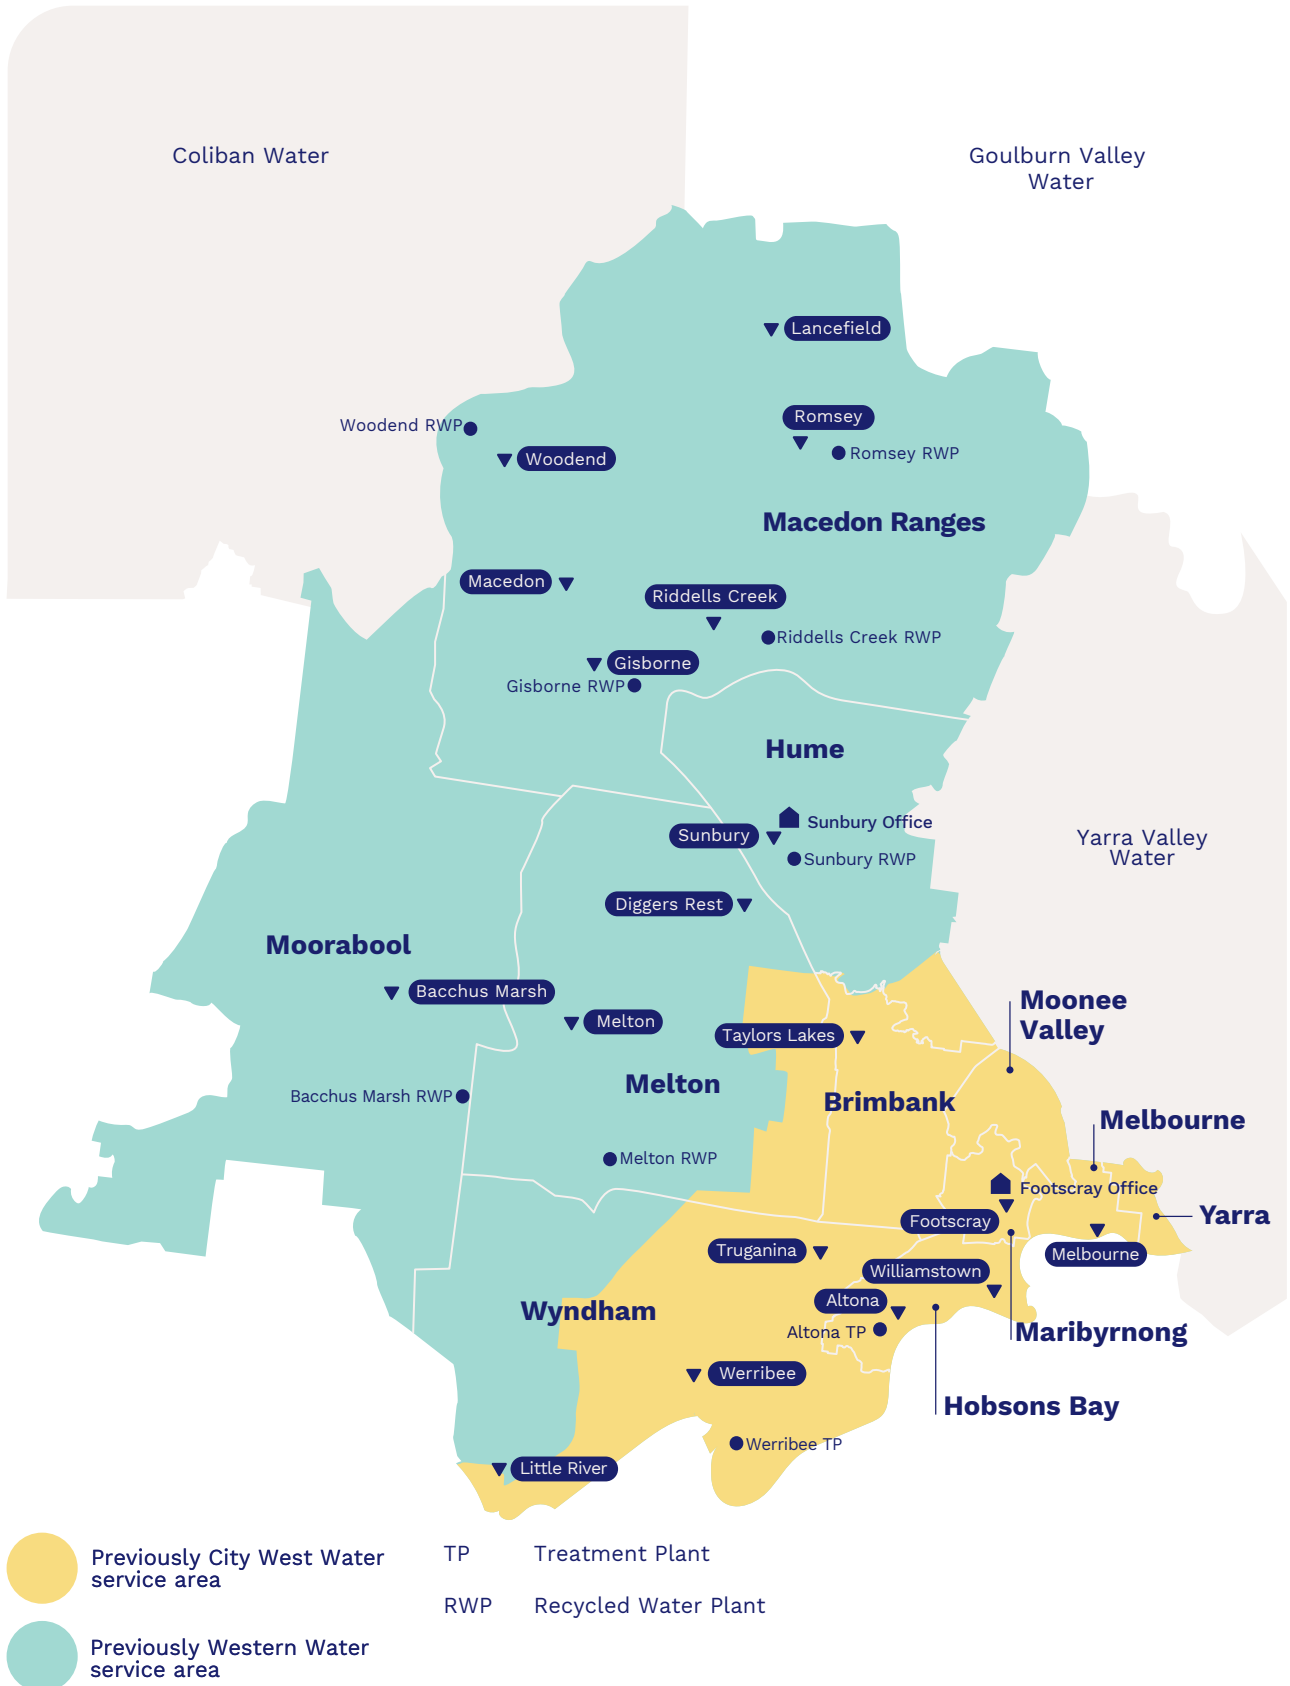 Coliban Water
Goulburn Valley
Water
Lancefield
Romsey
Woodend RWP
Romsey RWP
Woodend
Macedon Ranges
Macedon
Riddells Creek
Riddells Creek RWP
Gisborne
Gisborne RWP
Hume
Sunbury Office
Sunbury
Yarra Valley
Water
Sunbury RWP
Diggers Rest
Moorabool
Bacchus Marsh
Moonee
Valley
Melton
Taylors Lakes
Melton
Bacchus Marsh RWP
Brimbank
Melbourne
Melton RWP
Footscray Office
Yarra
Footscray
Truganina
Melbourne
Williamstown
Altona
Wyndham
Altona TP
Maribyrnong
Werribee
Hobsons Bay
Werribee TP
Little River
Previously City West Water
service area
TP Treatment Plant
RWP Recycled Water Plant
Previously Western Water
service area